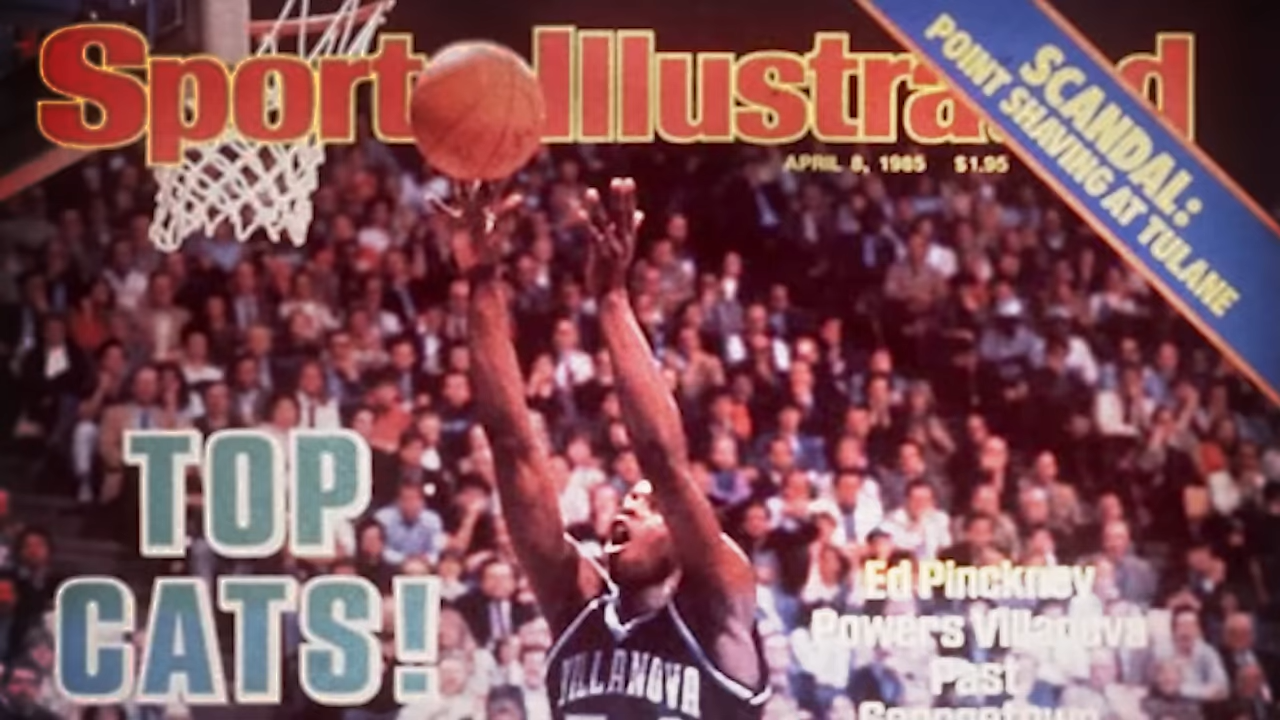 Sports Illustrated
APRIL 8, 1985 $1.95
SCANDAL:
POINT SHAVING AT TULANE
TOP
CATS!
Ed Pinckney
Powers Villanova
Past
Georgetown
VILLANOVA